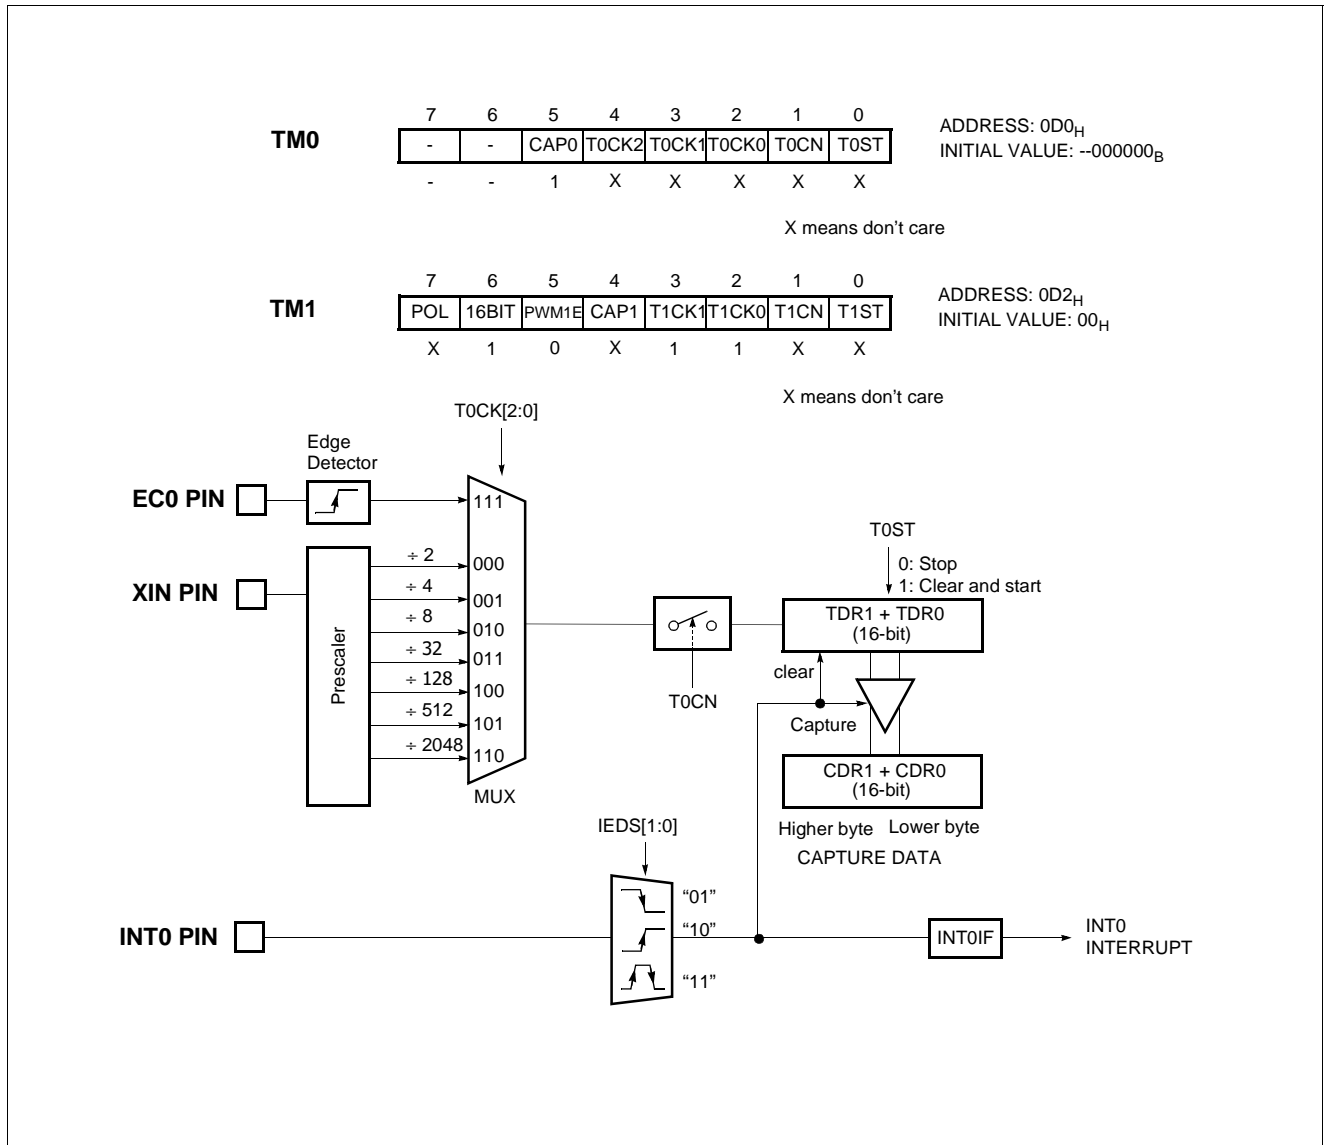 7 6 5 4 3 2 1 0
TM0 - - CAP0 T0CK2 T0CK1 T0CK0 T0CN T0ST
- - 1 X X X X X
ADDRESS: 0D0H
INITIAL VALUE: --000000B
X means don't care
7 6 5 4 3 2 1 0
TM1 POL 16BIT PWM1E CAP1 T1CK1 T1CK0 T1CN T1ST
X 1 0 X 1 1 X X
ADDRESS: 0D2H
INITIAL VALUE: 00H
X means don't care
T0CK[2:0]
Edge
Detector
EC0 PIN
111
XIN PIN
Prescaler
÷ 2 000
÷ 4 001
÷ 8 010
÷ 32 011
÷ 128 100
÷ 512 101
÷ 2048 110
MUX
T0CN
T0ST
0: Stop
1: Clear and start
TDR1 + TDR0
(16-bit)
clear
Capture
CDR1 + CDR0
(16-bit)
Higher byte Lower byte
CAPTURE DATA
IEDS[1:0]
“01”
“10”
“11”
INT0 PIN
INT0IF
INT0
INTERRUPT